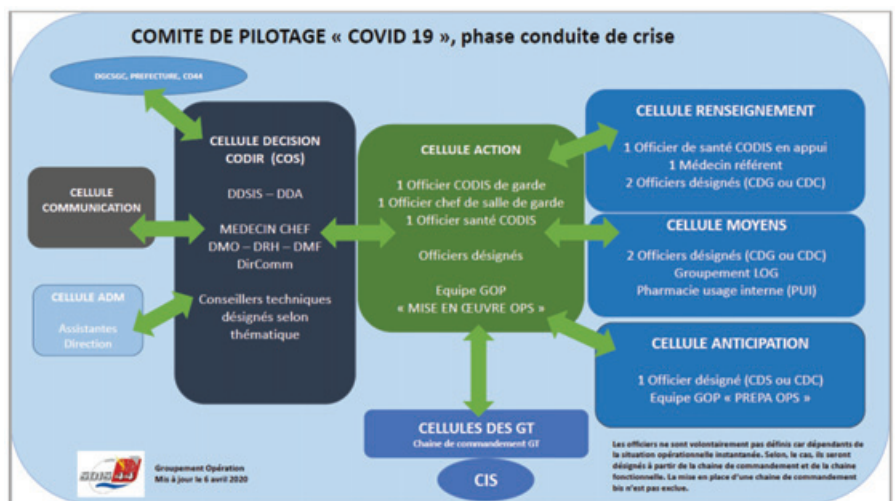 COMITE DE PILOTAGE « COVID 19 », phase conduite de crise
DGCSGC, PREFECTURE, CD44
CELLULE
COMMUNICATION
CELLULE ADM
Assistantes
Direction
CELLULE DECISION
CODIR (COS)
DDSIS – DDA
MEDECIN CHEF
DMO – DRH – DMF
DirComm
Conseillers techniques
désignés selon
thématique
CELLULE ACTION
1 Officier CODIS de garde
1 Officier chef de salle de garde
1 Officier santé CODIS
Officiers désignés
Equipe GOP
« MISE EN ŒUVRE OPS »
CELLULE RENSEIGNEMENT
1 Officier de santé CODIS en appui
1 Médecin référent
2 Officiers désignés (CDG ou CDC)
CELLULE MOYENS
2 Officiers désignés (CDG ou CDC)
Groupement LOG
Pharmacie usage interne (PUI)
CELLULE ANTICIPATION
1 Officier désigné (CDS ou CDC)
Equipe GOP « PREPA OPS »
CELLULES DES GT
Chaine de commandement GT
CIS
SDIS 44
Groupement Opération
Mis à jour le 6 avril 2020
Les officiers ne sont volontairement pas définis car dépendants de
la situation opérationnelle instantanée. Selon, le cas, ils seront
désignés à partir de la chaine de commandement et de la chaine
fonctionnelle. La mise en place d'une chaine de commandement
bis n'est pas exclue.